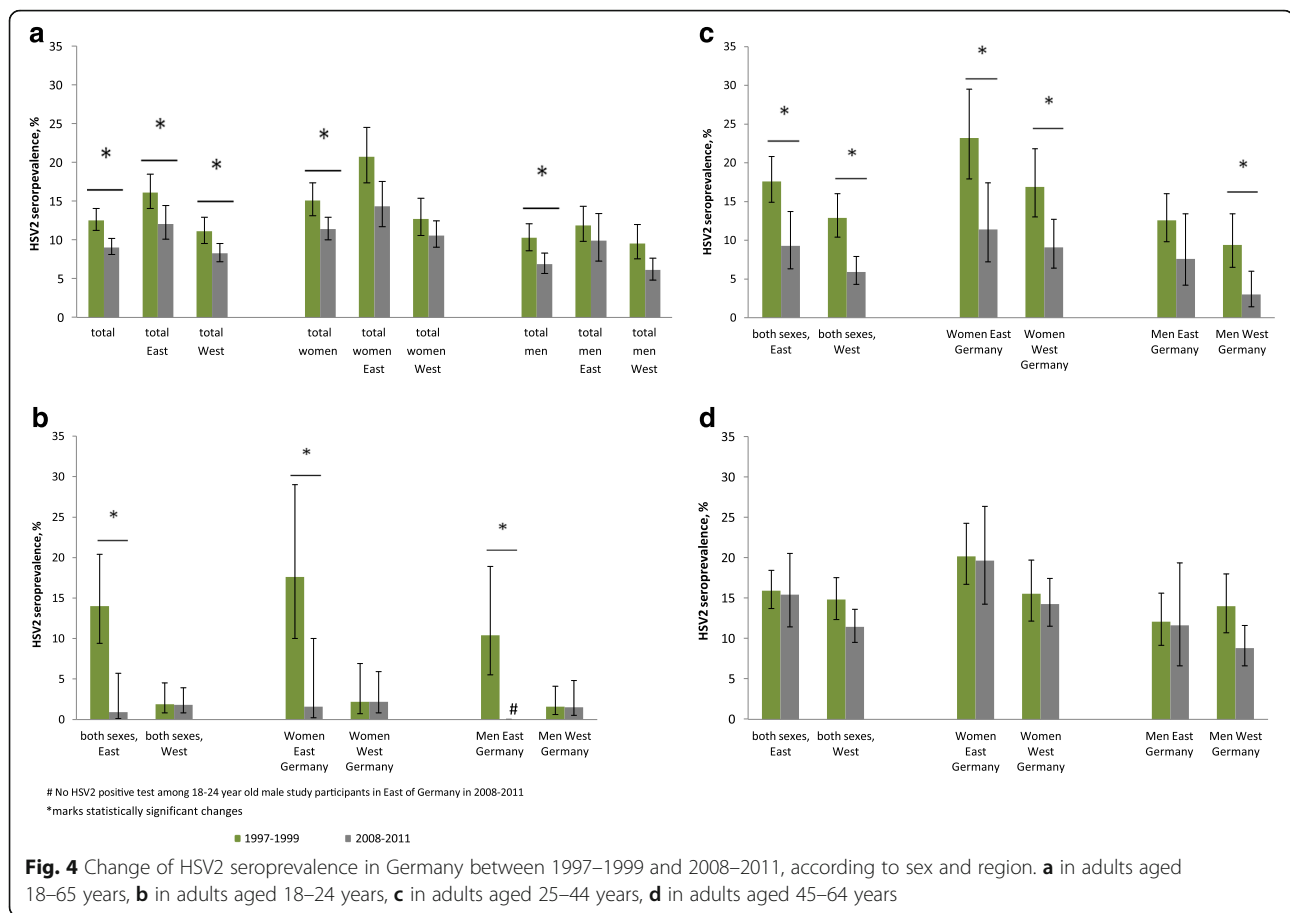 a
35
30
25
20
15
10
5
0
HSV2 serorpevalence, %
*
*
*
*
*
total
total East
total West
total women
total women East
total women West
total men
total men East
total men West
c
35
30
25
20
15
10
5
0
HSV2 seroprevalence, %
*
*
*
*
*
both sexes, East
both sexes, West
Women East Germany
Women West Germany
Men East Germany
Men West Germany
b
35
30
25
20
15
10
5
0
HSV2 seroprevalence, %
*
*
*
#
both sexes, East
both sexes, West
Women East Germany
Women West Germany
Men East Germany
Men West Germany
# No HSV2 positive test among 18-24 year old male study participants in East of Germany in 2008-2011
*marks statistically significant changes
1997-1999 2008-2011
d
35
30
25
20
15
10
5
0
HSV2 seroprevalence, %
both sexes, East
both sexes, West
Women East Germany
Women West Germany
Men East Germany
Men West Germany
Fig. 4 Change of HSV2 seroprevalence in Germany between 1997–1999 and 2008–2011, according to sex and region. a in adults aged
18–65 years, b in adults aged 18–24 years, c in adults aged 25–44 years, d in adults aged 45–64 years